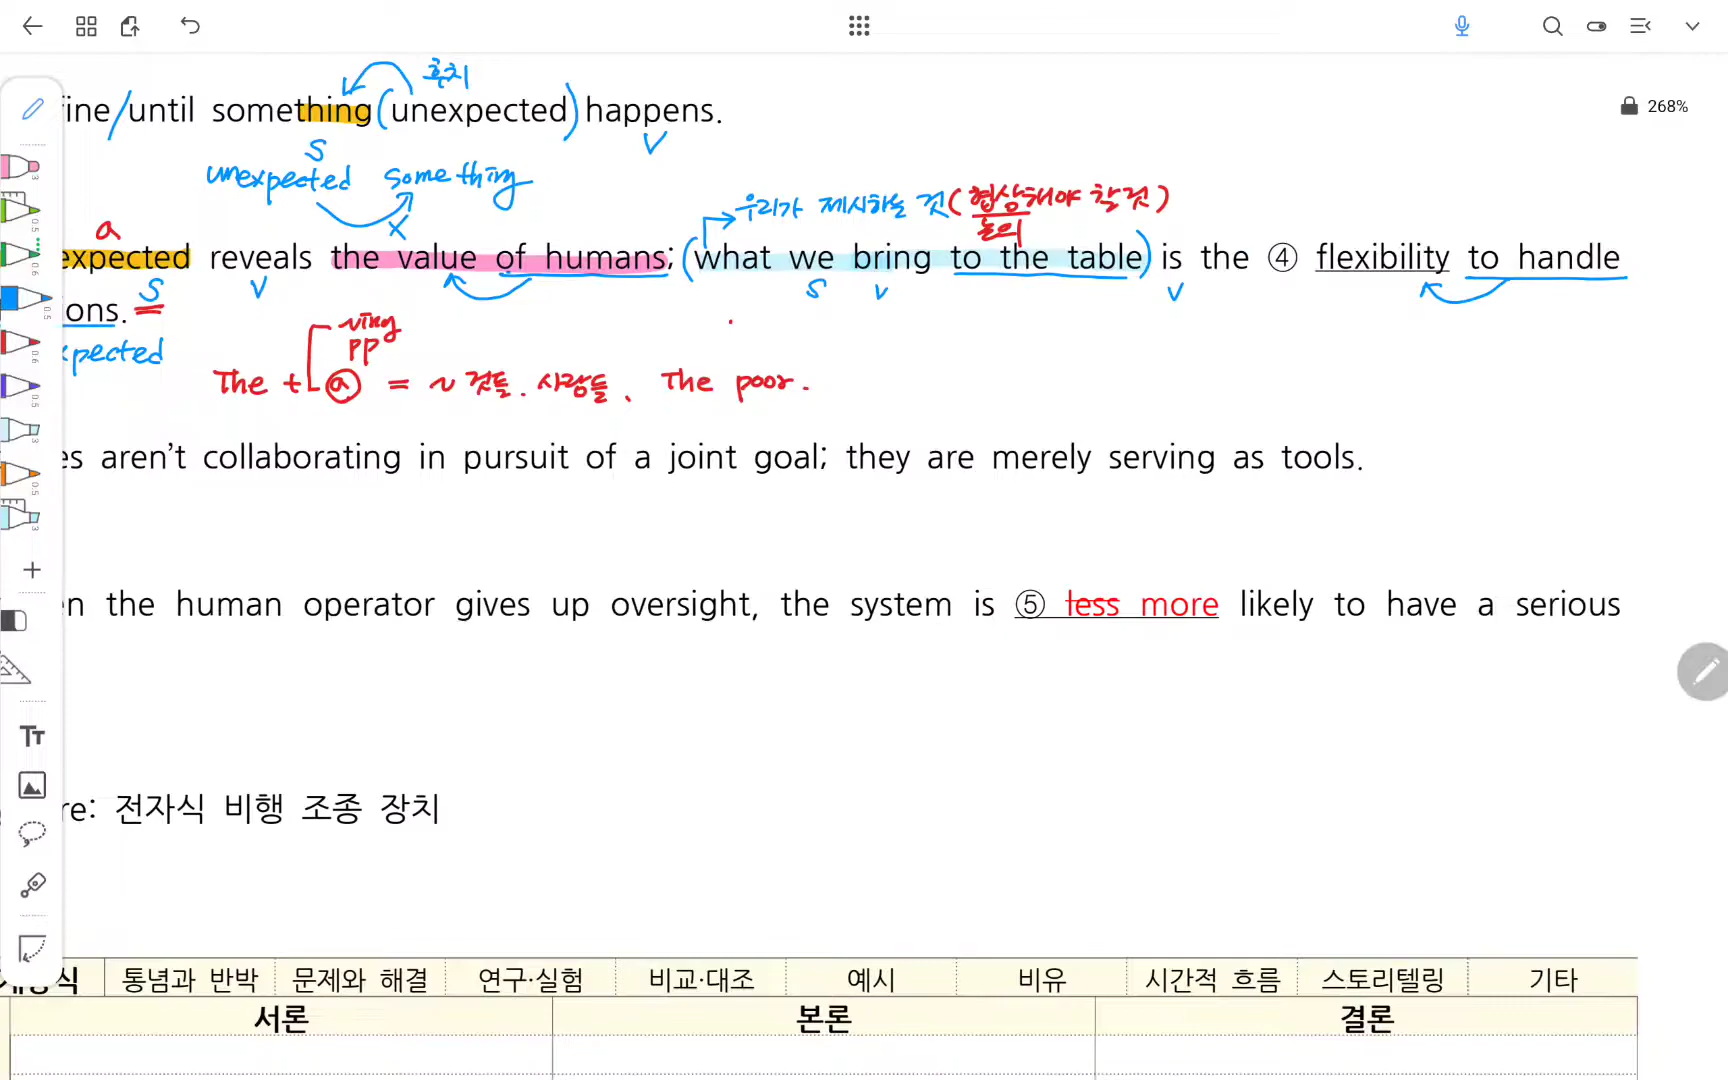 268%
후치
fine/until something (unexpected) happens.
S
V
unexpected something
X
우리가 제시하는 것 (협상해야 할 것)
논의
a
expected reveals the value of humans; (what we bring to the table) is the ④ flexibility to handle
S
V
S
V
V
ons.
xpected
~ving
pp
The + ⓐ = ~ 것들. 사람들, The poor.
es aren't collaborating in pursuit of a joint goal; they are merely serving as tools.
en the human operator gives up oversight, the system is ⑤ less more likely to have a serious
re: 전자식 비행 조종 장치
식 통념과 반박 문제와 해결 연구·실험 비교·대조 예시 비유 시간적 흐름 스토리텔링 기타
서론 본론 결론